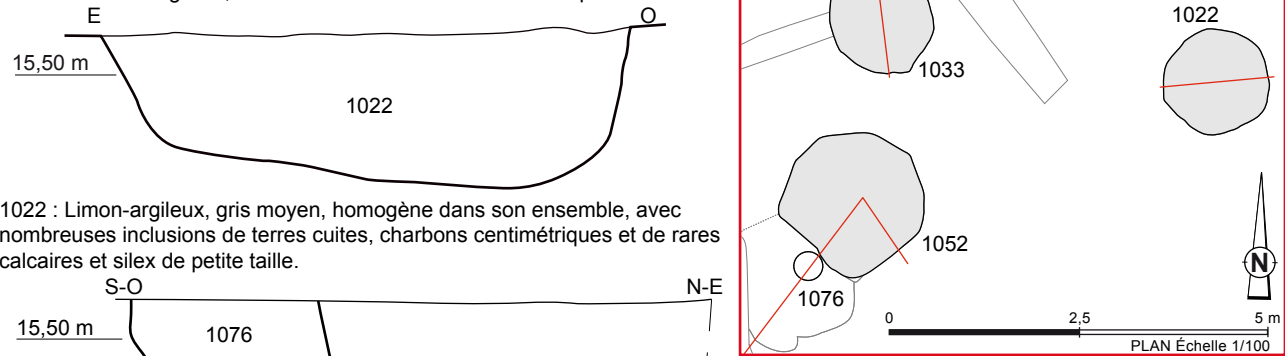 E
O
15,50 m
1022
1022 : Limon-argileux, gris moyen, homogène dans son ensemble, avec
nombreuses inclusions de terres cuites, charbons centimétriques et de rares
calcaires et silex de petite taille.
S-O
N-E
15,50 m
1076
1022
1033
1052
1076
N
0
2,5
5 m
PLAN Échelle 1/100